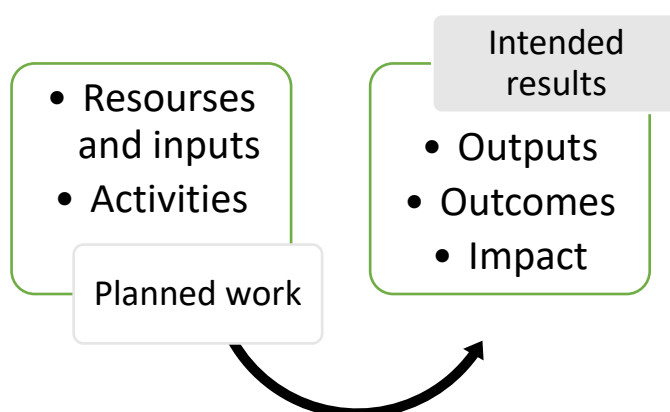 • Resourses
and inputs
• Activities
Planned work
Intended
results
• Outputs
• Outcomes
• Impact